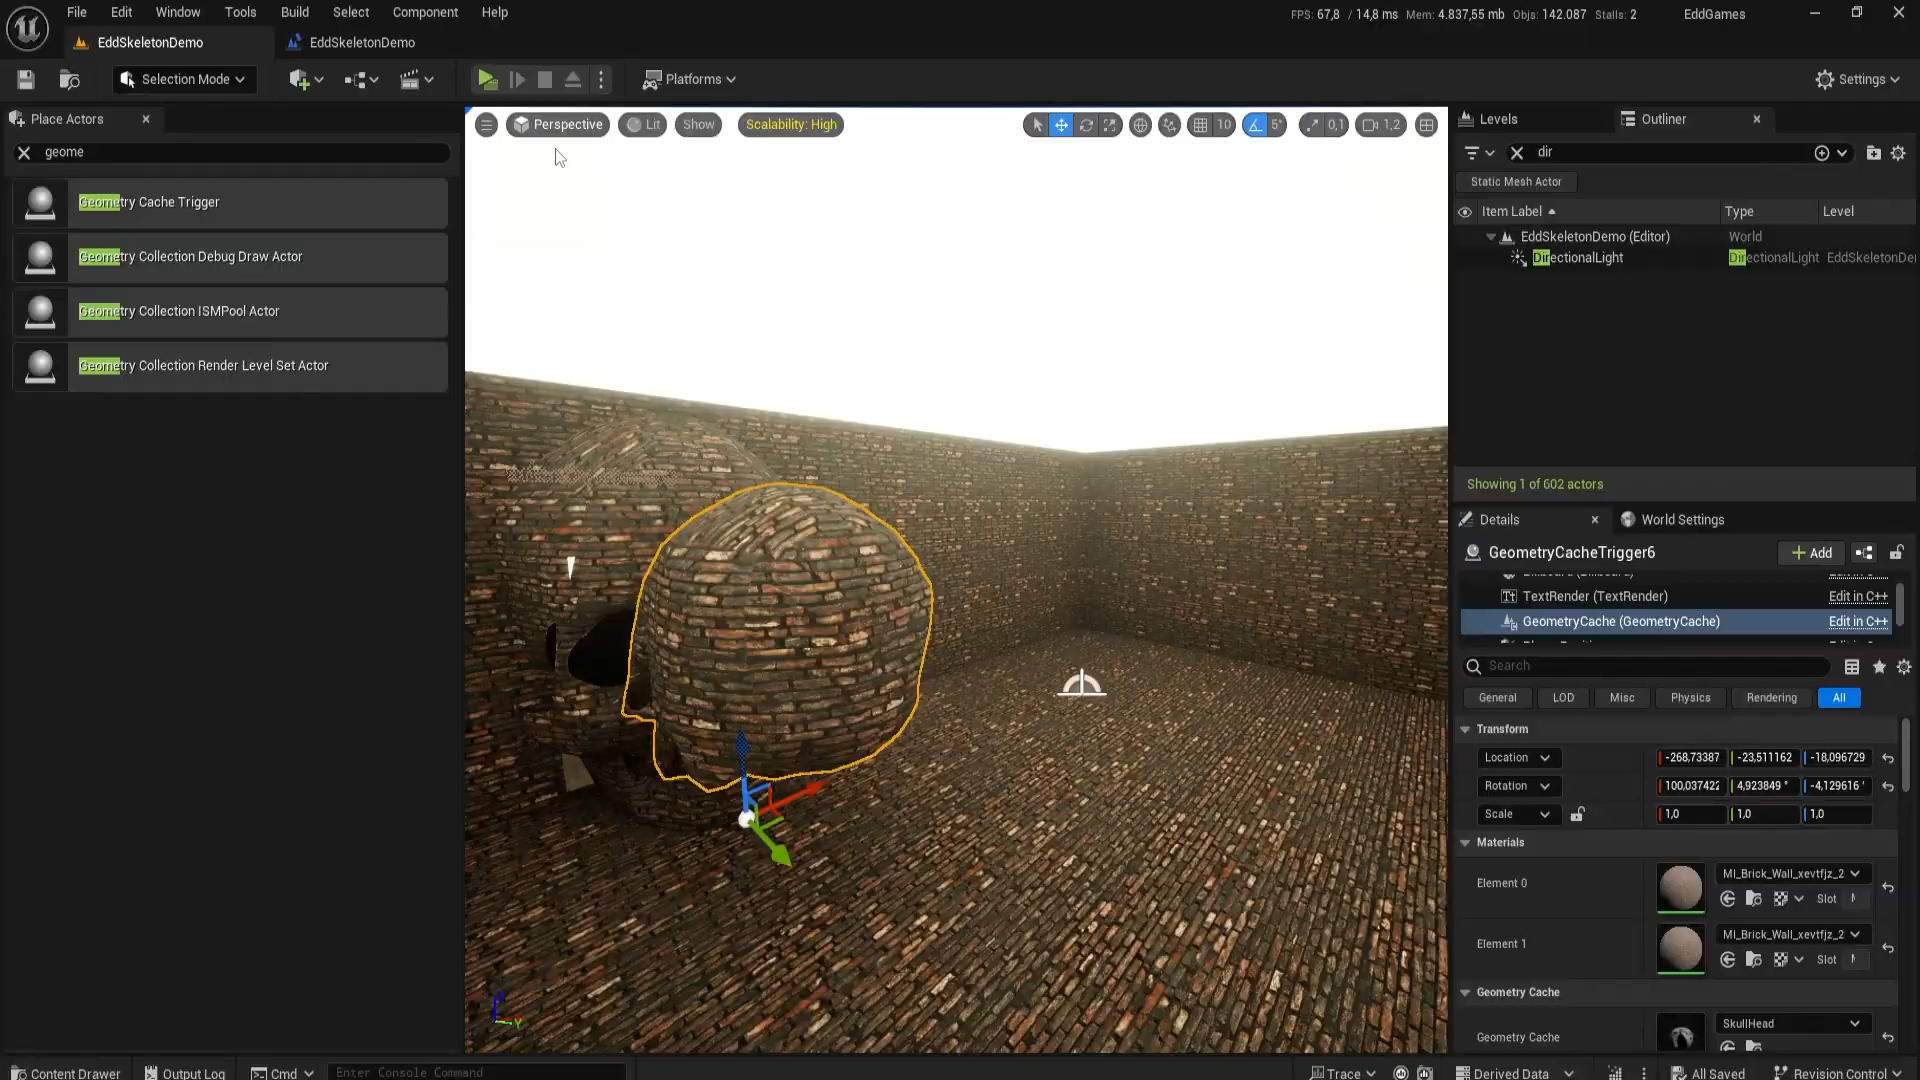 File Edit Window Tools Build Select Component Help
FPS: 67,8 / 14,8 ms Mem: 4.837,55 mb Objs: 142.087 Stalls: 2 EddGames
EddSkeletonDemo EddSkeletonDemo
Selection Mode Platforms Settings
Place Actors
geome
Geometry Cache Trigger
Geometry Collection Debug Draw Actor
Geometry Collection ISMPool Actor
Geometry Collection Render Level Set Actor
Perspective Lit Show Scalability: High 10 5° 0,1 1,2
Levels Outliner
dir
Static Mesh Actor
Item Label Type Level
EddSkeletonDemo (Editor) World
DirectionalLight DirectionalLight EddSkeletonDe
Showing 1 of 602 actors
Details World Settings
GeometryCacheTrigger6 Add
Edit in C++
TextRender (TextRender) Edit in C++
GeometryCache (GeometryCache) Edit in C++
Search
General LOD Misc Physics Rendering All
Transform
Location -268,73387 -23,511162 -18,096729
Rotation 100,037422 4,923849 ° -4,129616 °
Scale 1,0 1,0 1,0
Materials
Element 0 MI_Brick_Wall_xevtfjz_2
Slot
Element 1 MI_Brick_Wall_xevtfjz_2
Slot
Geometry Cache
Geometry Cache SkullHead
Y
Content Drawer Output Log Cmd Enter Console Command Trace Derived Data All Saved Revision Control